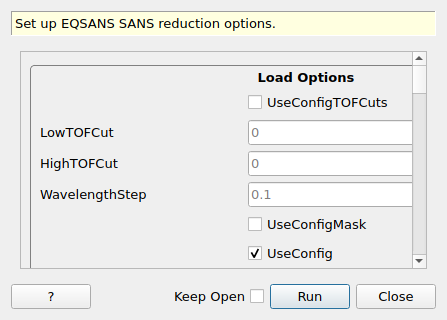 Set up EQSANS SANS reduction options.
Load Options
UseConfigTOFCuts
LowTOFCut 0
HighTOFCut 0
WavelengthStep 0.1
UseConfigMask
UseConfig
? Keep Open Run Close